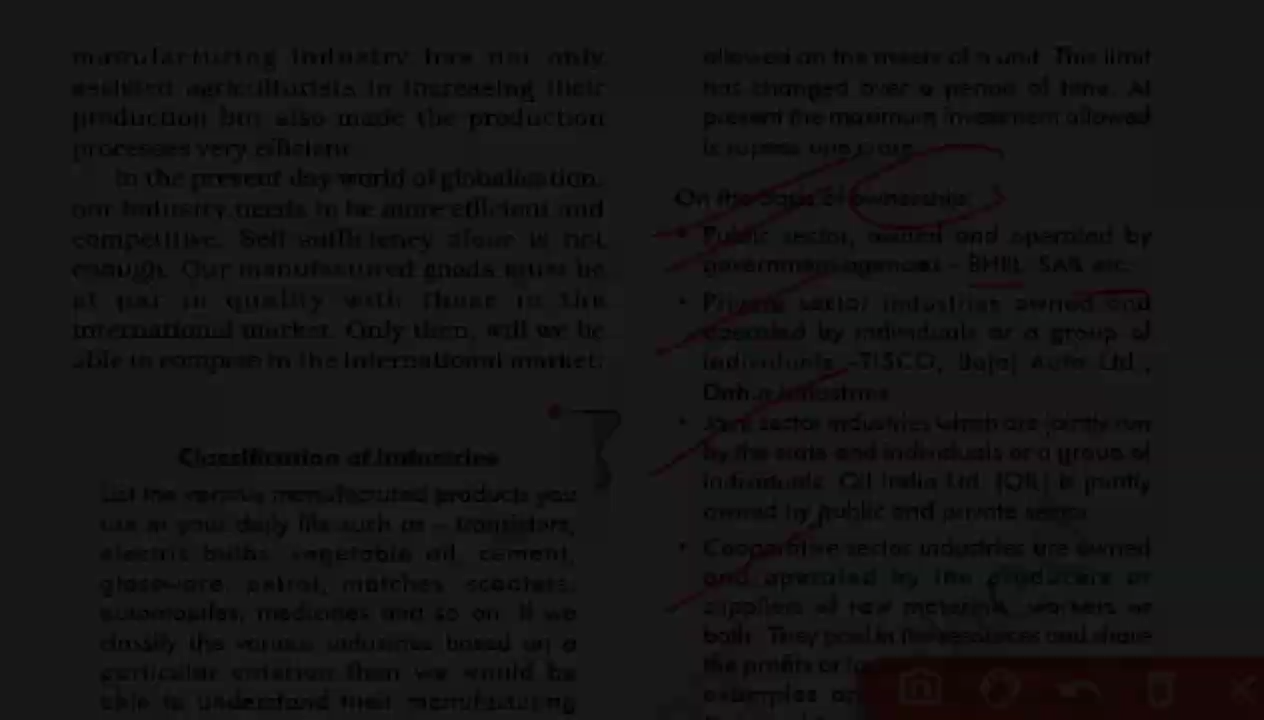 manufacturing industry has not only
assisted agriculturists in increasing their
production but also made the production
processes very efficient.
In the present day world of globalisation,
our industry needs to be more efficient and
competitive. Self-sufficiency alone is not
enough. Our manufactured goods must be
at par in quality with those in the
international market. Only then, will we be
able to compete in the international market.
Classification of Industries
List the various manufactured products you
use in your daily life such as – transistors,
electric bulbs, vegetable oil, cement,
glassware, petrol, matches, scooters,
automobiles, medicines and so on. If we
classify the various industries based on a
particular criterion then we would be
able to understand their manufacturing
allowed on the assets of a unit. This limit
has changed over a period of time. At
present the maximum investment allowed
is rupees one crore.
On the basis of ownership:
• Public sector, owned and operated by
government agencies – BHEL, SAIL etc.
• Private sector industries owned and
operated by individuals or a group of
individuals –TISCO, Bajaj Auto Ltd.,
Dabur Industries.
• Joint sector industries which are jointly run
by the state and individuals or a group of
individuals. Oil India Ltd. (OIL) is jointly
owned by public and private sector.
• Cooperative sector industries are owned
and operated by the producers or
suppliers of raw materials, workers or
both. They pool in the resources and share
the profits or
examples